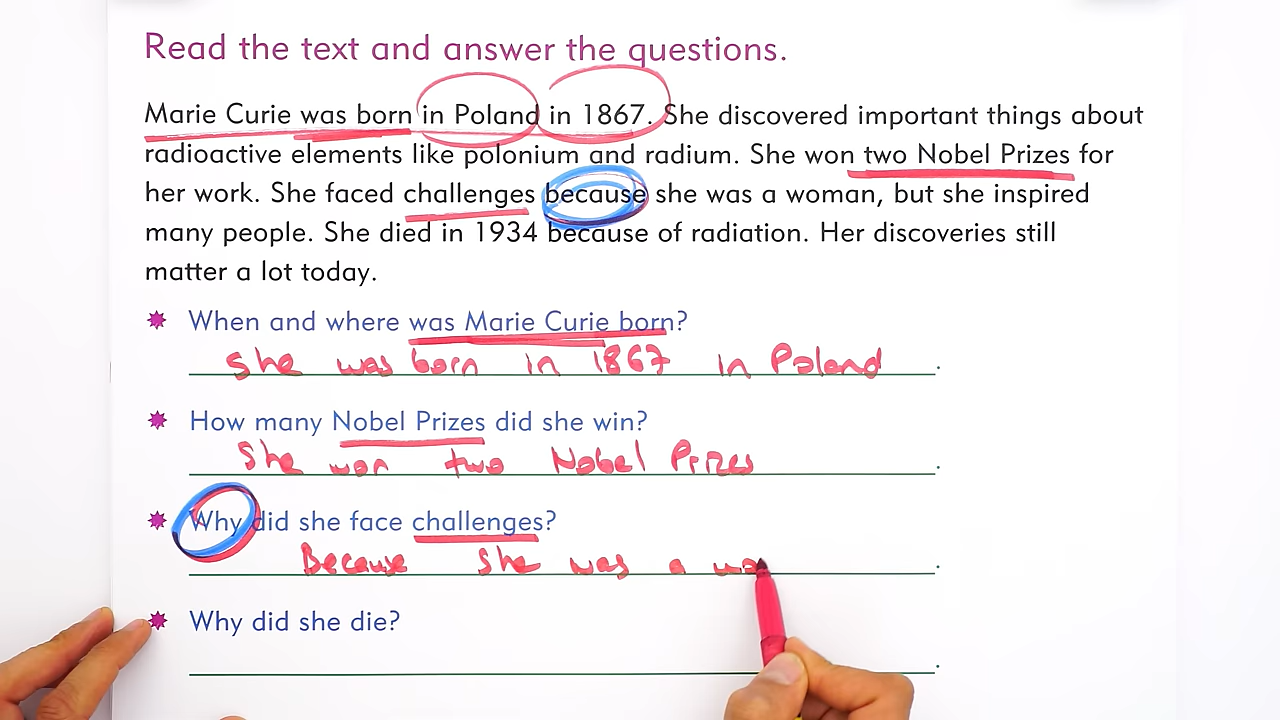 Read the text and answer the questions.
Marie Curie was born in Poland in 1867. She discovered important things about
radioactive elements like polonium and radium. She won two Nobel Prizes for
her work. She faced challenges because she was a woman, but she inspired
many people. She died in 1934 because of radiation. Her discoveries still
matter a lot today.
When and where was Marie Curie born?
She was born in 1867 in Poland.
How many Nobel Prizes did she win?
She won two Nobel Prizes.
Why did she face challenges?
Because she was a wo.
Why did she die?
.